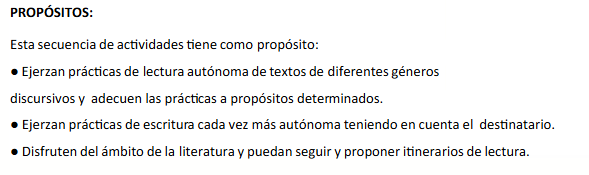 PROPÓSITOS:
Esta secuencia de actividades tiene como propósito:
● Ejerzan prácticas de lectura autónoma de textos de diferentes géneros
discursivos y adecuen las prácticas a propósitos determinados.
● Ejerzan prácticas de escritura cada vez más autónoma teniendo en cuenta el destinatario.
● Disfruten del ámbito de la literatura y puedan seguir y proponer itinerarios de lectura.